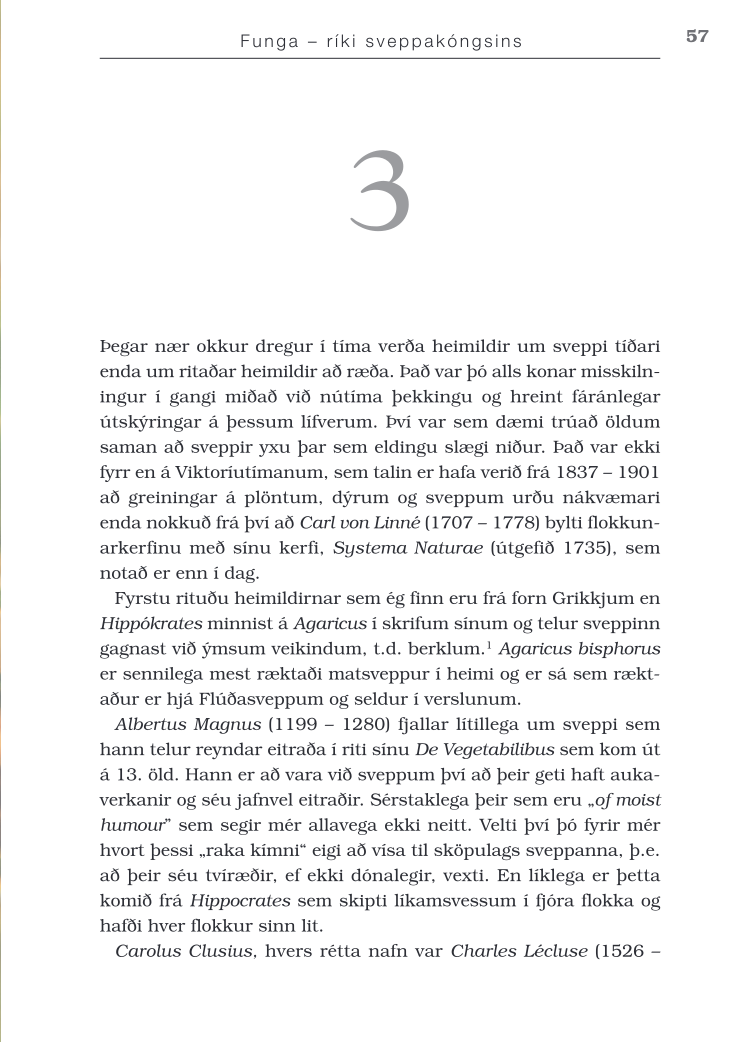 Funga – ríki sveppakóngsins
57
3
Þegar nær okkur dregur í tíma verða heimildir um sveppi tíðari
enda um ritaðar heimildir að ræða. Það var þó alls konar misskiln-
ingur í gangi miðað við nútíma þekkingu og hreint fáránlegar
útskýringar á þessum lífverum. Því var sem dæmi trúað öldum
saman að sveppir yxu þar sem eldingu slægi niður. Það var ekki
fyrr en á Viktoríutímanum, sem talin er hafa verið frá 1837 – 1901
að greiningar á plöntum, dýrum og sveppum urðu nákvæmari
enda nokkuð frá því að Carl von Linné (1707 – 1778) bylti flokkun-
arkerfinu með sínu kerfi, Systema Naturae (útgefið 1735), sem
notað er enn í dag.
Fyrstu rituðu heimildirnar sem ég finn eru frá forn Grikkjum en
Hippókrates minnist á Agaricus í skrifum sínum og telur sveppinn
gagnast við ýmsum veikindum, t.d. berklum.¹ Agaricus bisphorus
er sennilega mest ræktaði matsveppur í heimi og er sá sem rækt-
aður er hjá Flúðasveppum og seldur í verslunum.
Albertus Magnus (1199 – 1280) fjallar lítillega um sveppi sem
hann telur reyndar eitraða í riti sínu De Vegetabilibus sem kom út
á 13. öld. Hann er að vara við sveppum því að þeir geti haft auka-
verkanir og séu jafnvel eitraðir. Sérstaklega þeir sem eru „of moist
humour” sem segir mér allavega ekki neitt. Velti því þó fyrir mér
hvort þessi „raka kímni“ eigi að vísa til sköpulags sveppanna, þ.e.
að þeir séu tvíræðir, ef ekki dónalegir, vexti. En líklega er þetta
komið frá Hippocrates sem skipti líkamsvessum í fjóra flokka og
hafði hver flokkur sinn lit.
Carolus Clusius, hvers rétta nafn var Charles Lécluse (1526 –